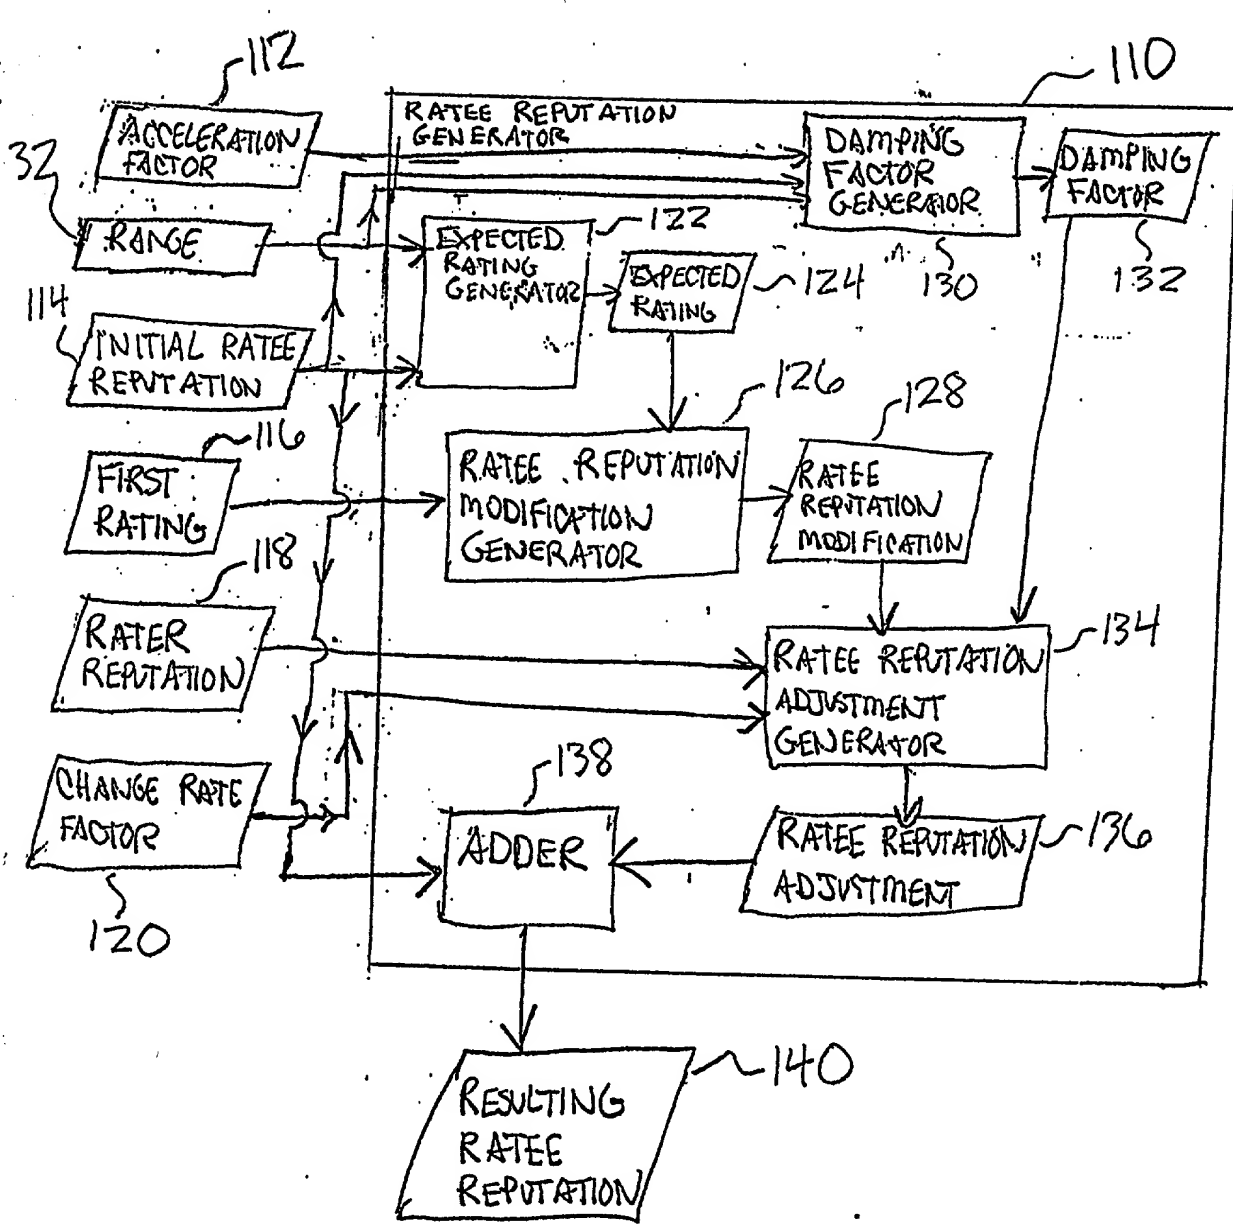 112
110
ACCELERATION
FACTOR
RATEE REPUTATION
GENERATOR
DAMPING
FACTOR
GENERATOR
130
DAMPING
FACTOR
132
32
RANGE
122
EXPECTED
RATING
GENERATOR
EXPECTED
RATING
124
114
INITIAL RATEE
REPUTATION
116
FIRST
RATING
126
RATEE REPUTATION
MODIFICATION
GENERATOR
128
RATEE
REPUTATION
MODIFICATION
118
RATER
REPUTATION
134
RATEE REPUTATION
ADJUSTMENT
GENERATOR
CHANGE RATE
FACTOR
120
138
ADDER
RATEE REPUTATION
ADJUSTMENT
136
140
RESULTING
RATEE
REPUTATION